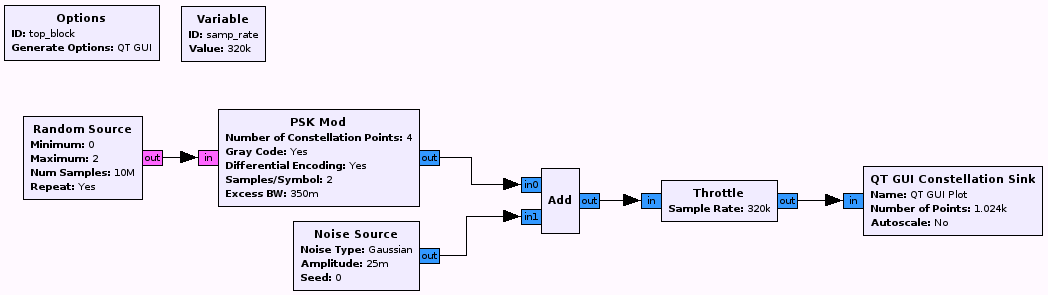 Options
ID: top_block
Generate Options: QT GUI
Variable
ID: samp_rate
Value: 320k
Random Source
Minimum: 0
Maximum: 2
Num Samples: 10M
Repeat: Yes
out
in
PSK Mod
Number of Constellation Points: 4
Gray Code: Yes
Differential Encoding: Yes
Samples/Symbol: 2
Excess BW: 350m
out
Noise Source
Noise Type: Gaussian
Amplitude: 25m
Seed: 0
out
in0
in1
Add
out
in
Throttle
Sample Rate: 320k
out
in
QT GUI Constellation Sink
Name: QT GUI Plot
Number of Points: 1.024k
Autoscale: No